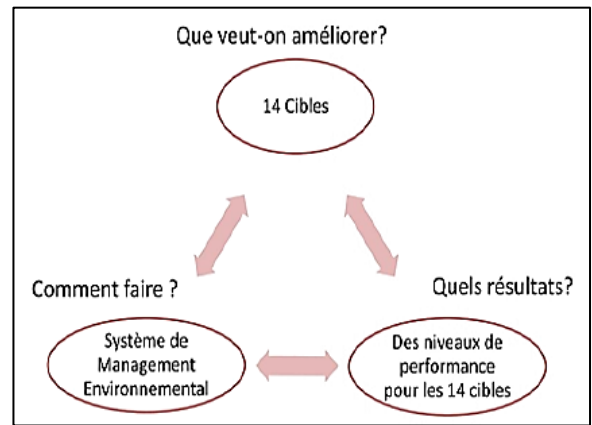 Que veut-on améliorer?
14 Cibles
Comment faire ?
Quels résultats?
Système de
Management
Environnemental
Des niveaux de
performance
pour les 14 cibles